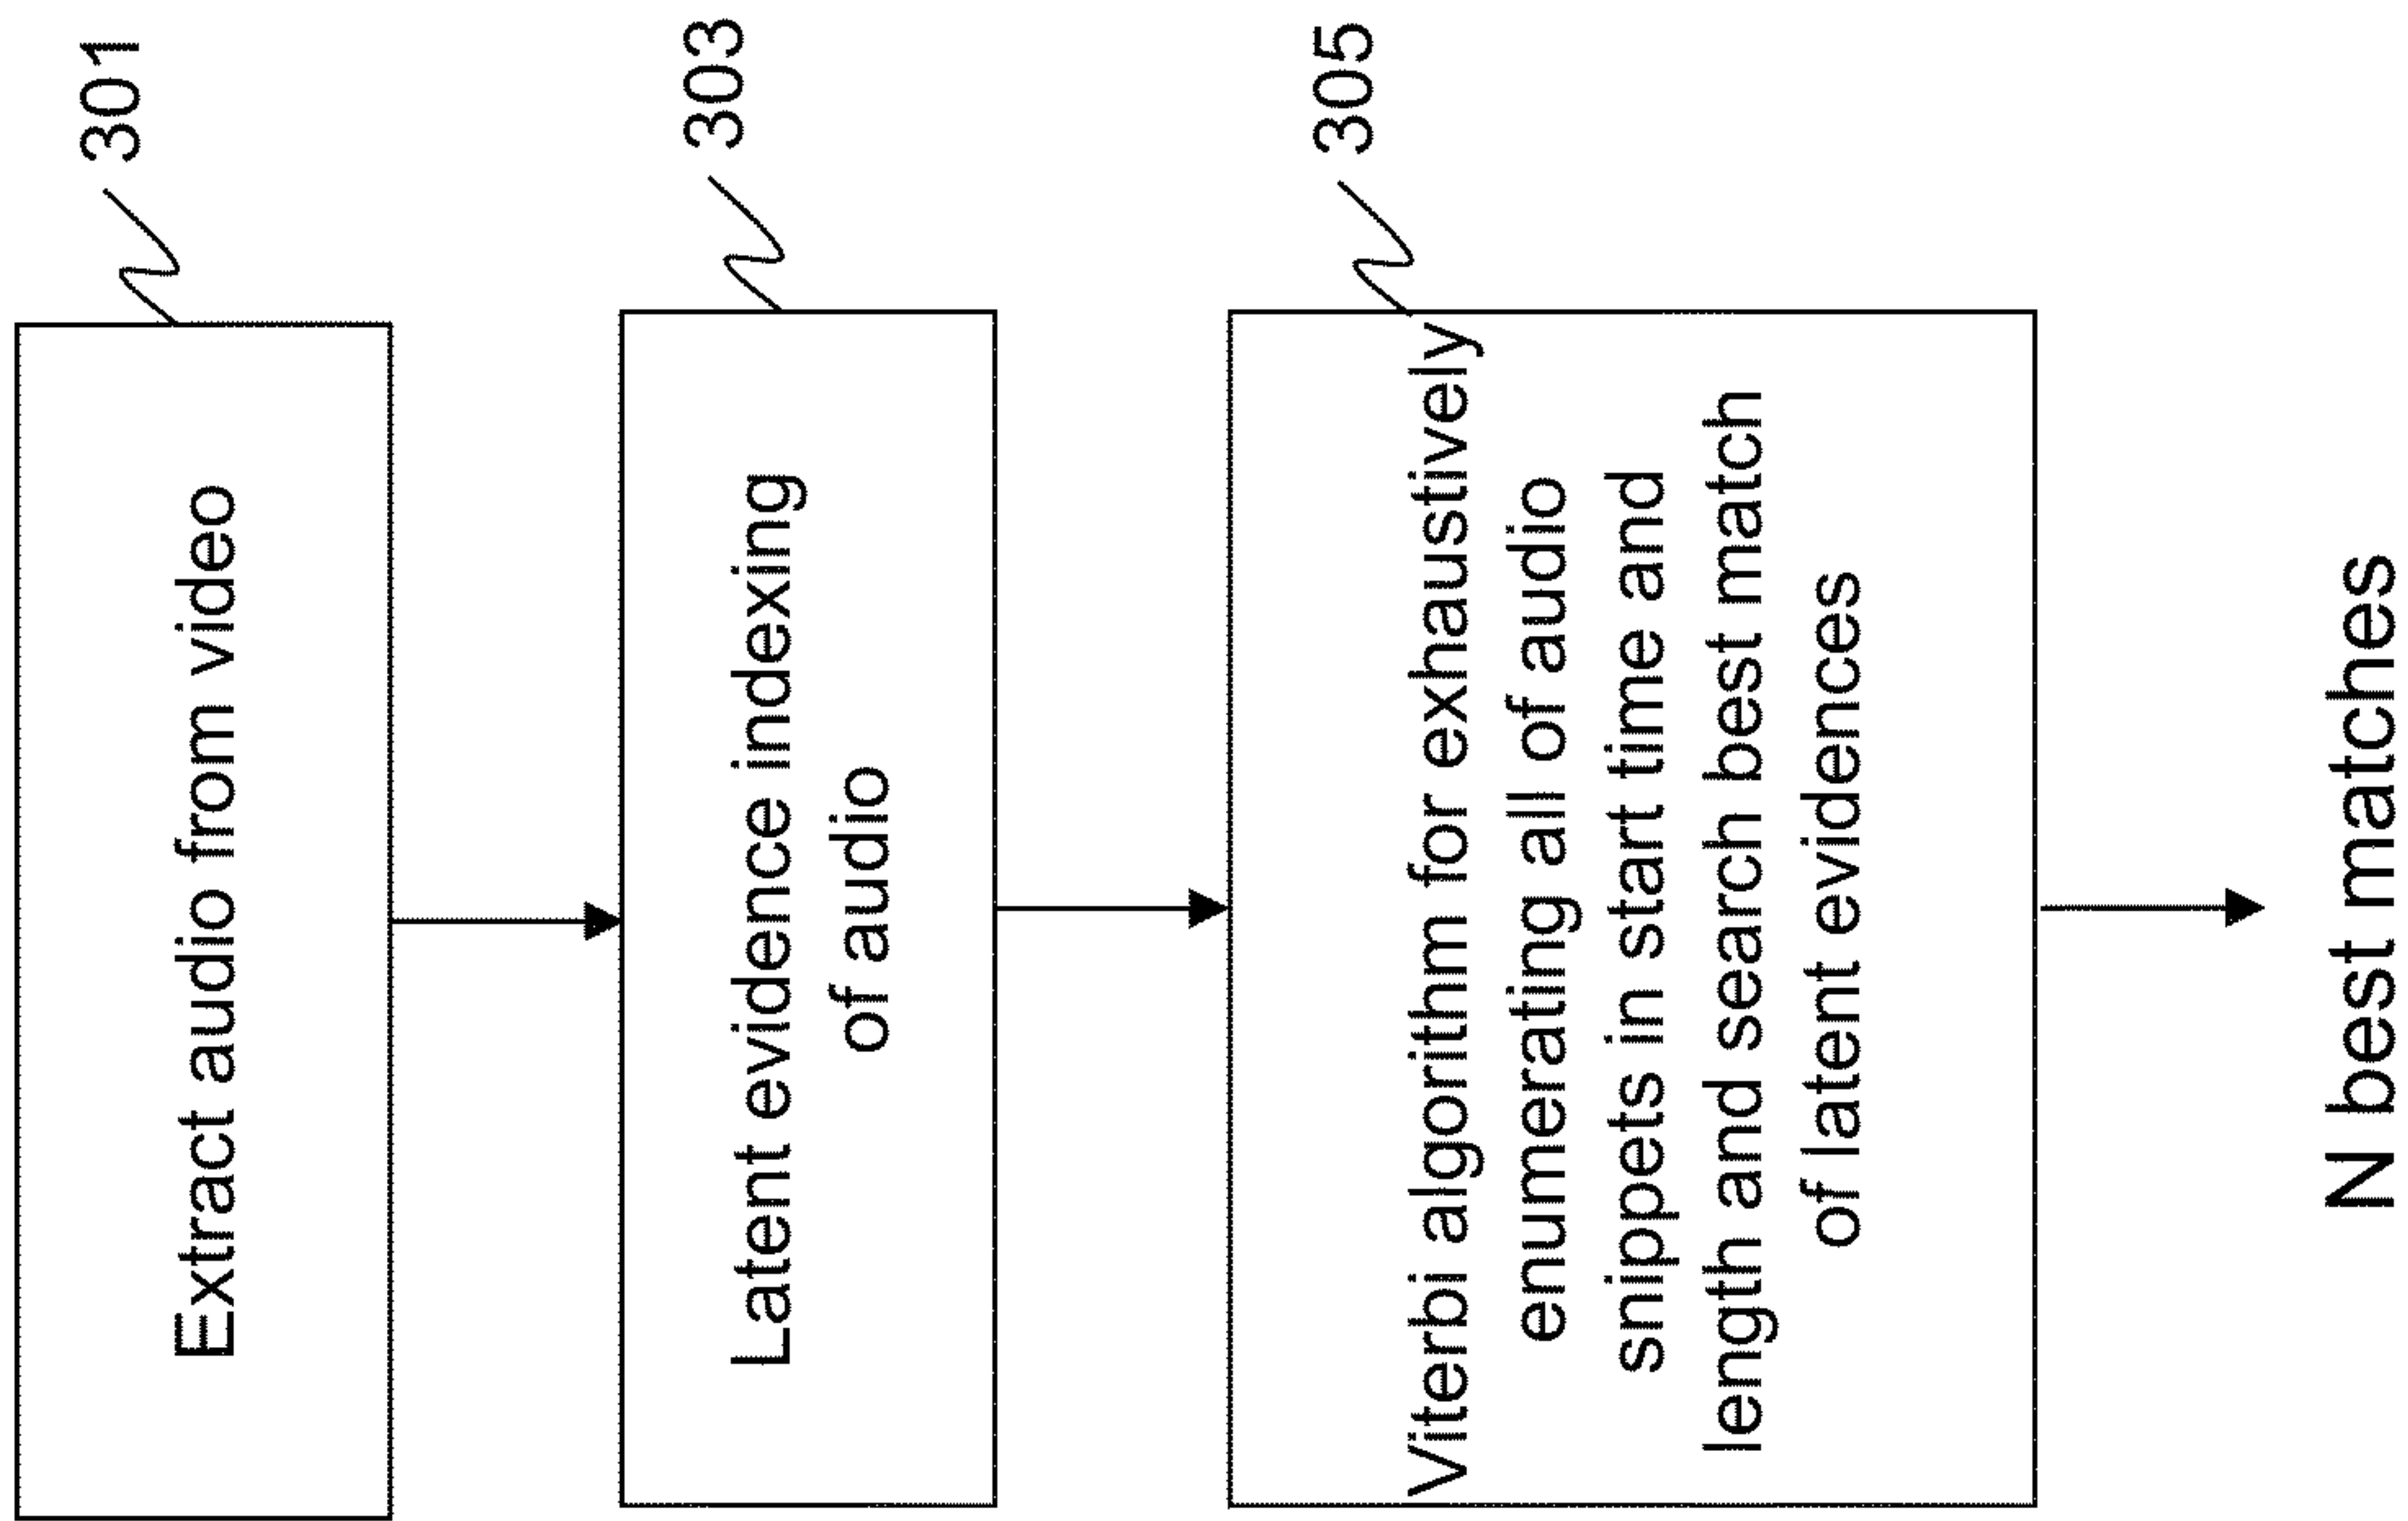 301
Extract audio from video
303
Latent evidence indexing
of audio
305
Viterbi algorithm for exhaustively
enumerating all of audio
snippets in start time and
length and search best match
of latent evidences
N best matches